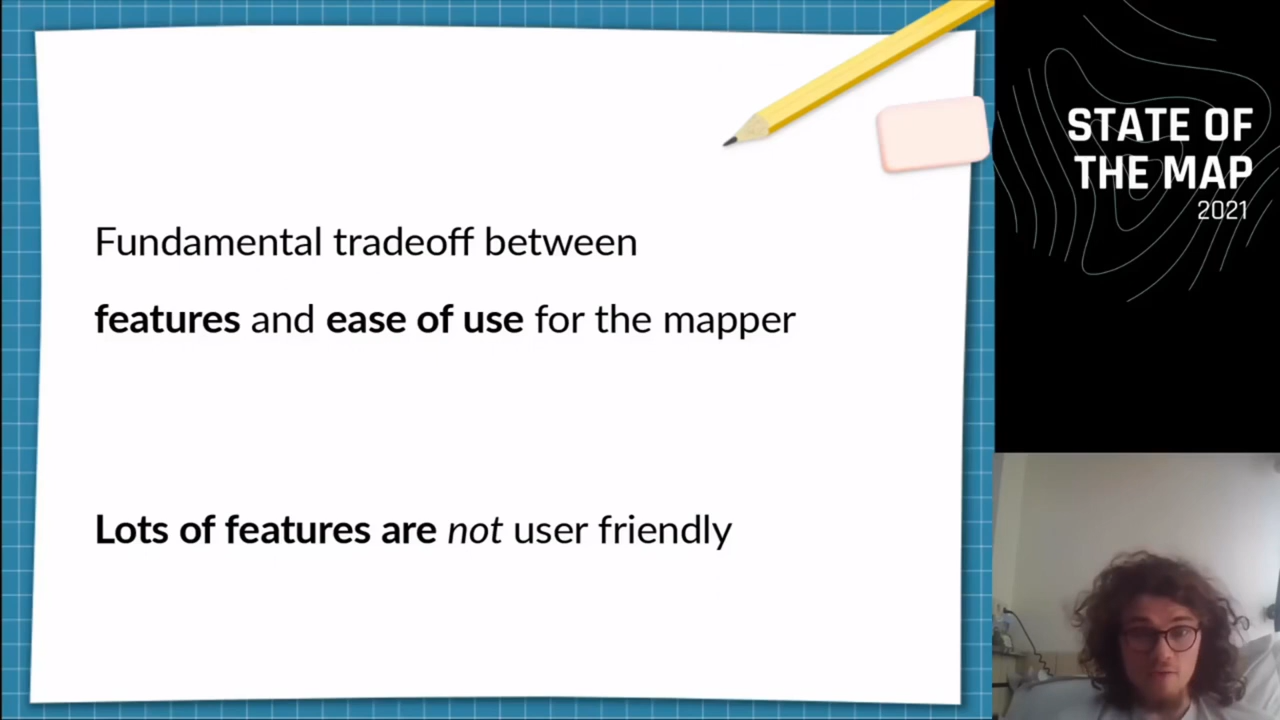 Fundamental tradeoff between
features and ease of use for the mapper
Lots of features are not user friendly
STATE OF
THE MAP
2021